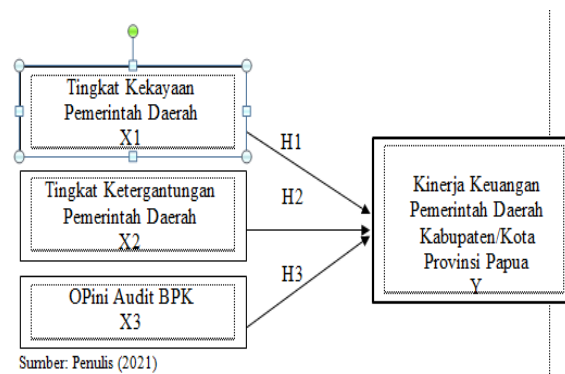 Tingkat Kekayaan
Pemerintah Daerah
X1
H1
Tingkat Ketergantungan
Pemerintah Daerah
X2
H2
OPini Audit BPK
X3
H3
Kinerja Keuangan
Pemerintah Daerah
Kabupaten/Kota
Provinsi Papua
Y
Sumber: Penulis (2021)